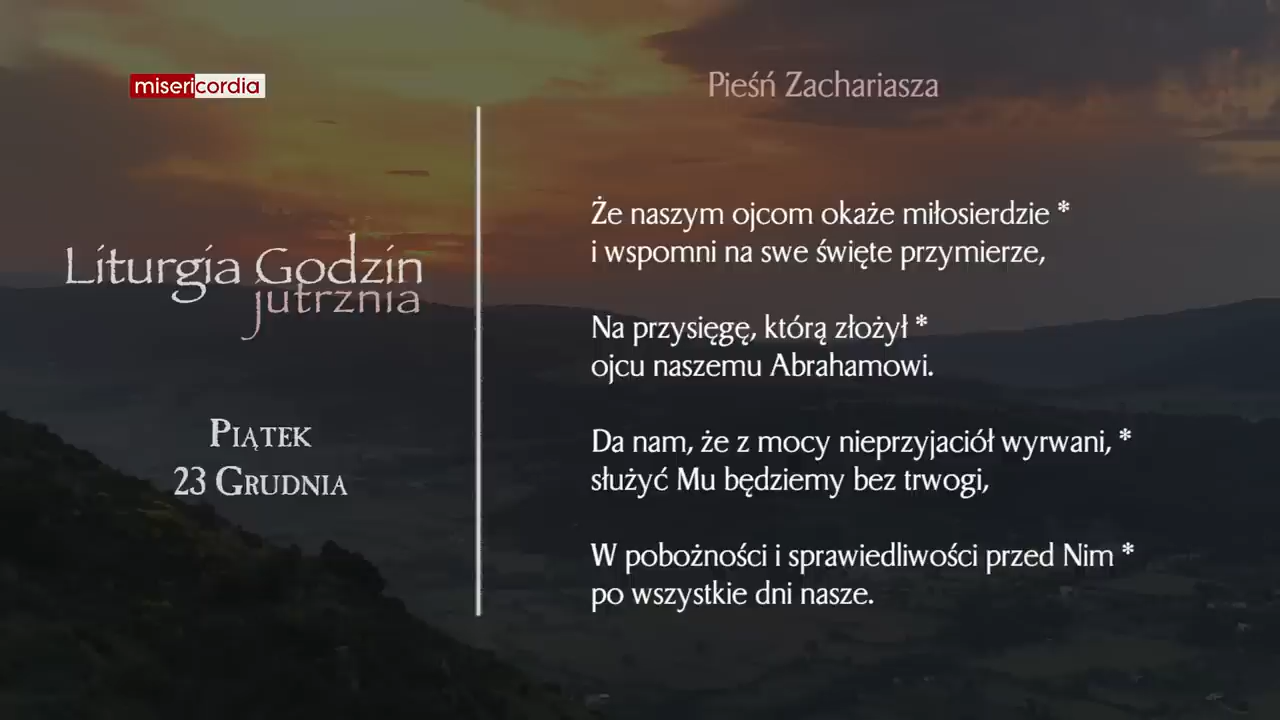 misericordia
Liturgia Godzin
jutrznia
Piątek
23 Grudnia
Pieśń Zachariasza
Że naszym ojcom okaże miłosierdzie *
i wspomni na swe święte przymierze,
Na przysięgę, którą złożył *
ojcu naszemu Abrahamowi.
Da nam, że z mocy nieprzyjaciół wyrwani, *
służyć Mu będziemy bez trwogi,
W pobożności i sprawiedliwości przed Nim *
po wszystkie dni nasze.